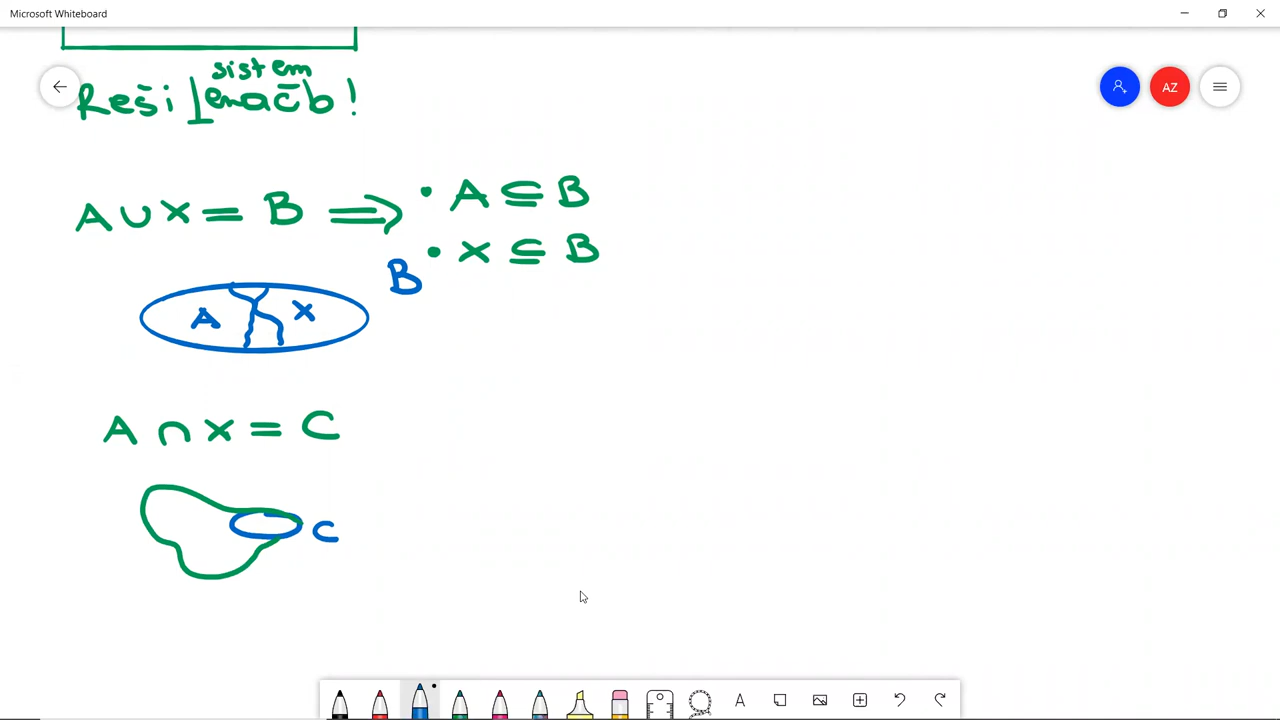 Microsoft Whiteboard
AZ
sistem
Reši enačb!
A ∪ X = B ⇒ • A ⊆ B
• X ⊆ B
B
A X
A ∩ X = C
C
A